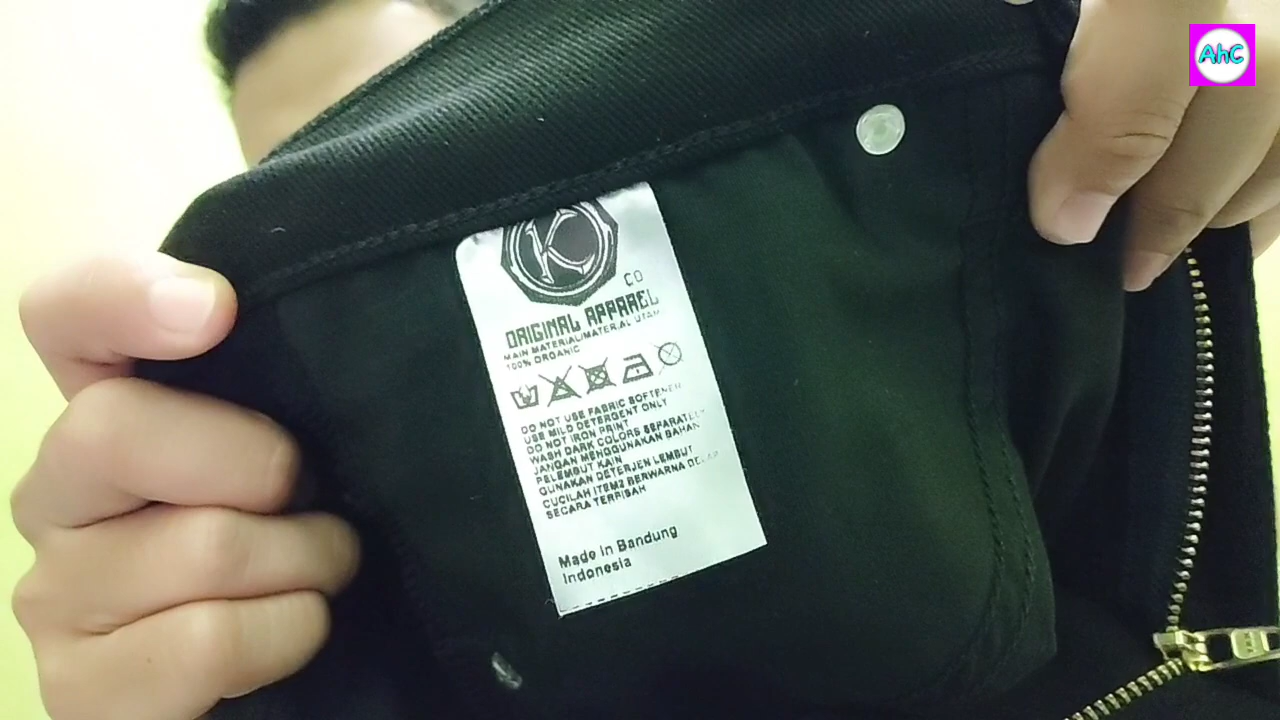 AhC
K
CO
ORIGINAL APPAREL
MAIN MATERIAL/MATERIAL UTAM
100% ORGANIC
DO NOT USE FABRIC SOFTENER
USE MILD DETERGENT ONLY
DO NOT IRON PRINT
WASH DARK COLORS SEPARATELY
JANGAN MENGGUNAKAN BAHAN
PELEMBUT KAIN
GUNAKAN DETERJEN LEMBUT
CUCILAH ITEM2 BERWARNA
SECARA TERPISAH
Made in Bandung
Indonesia